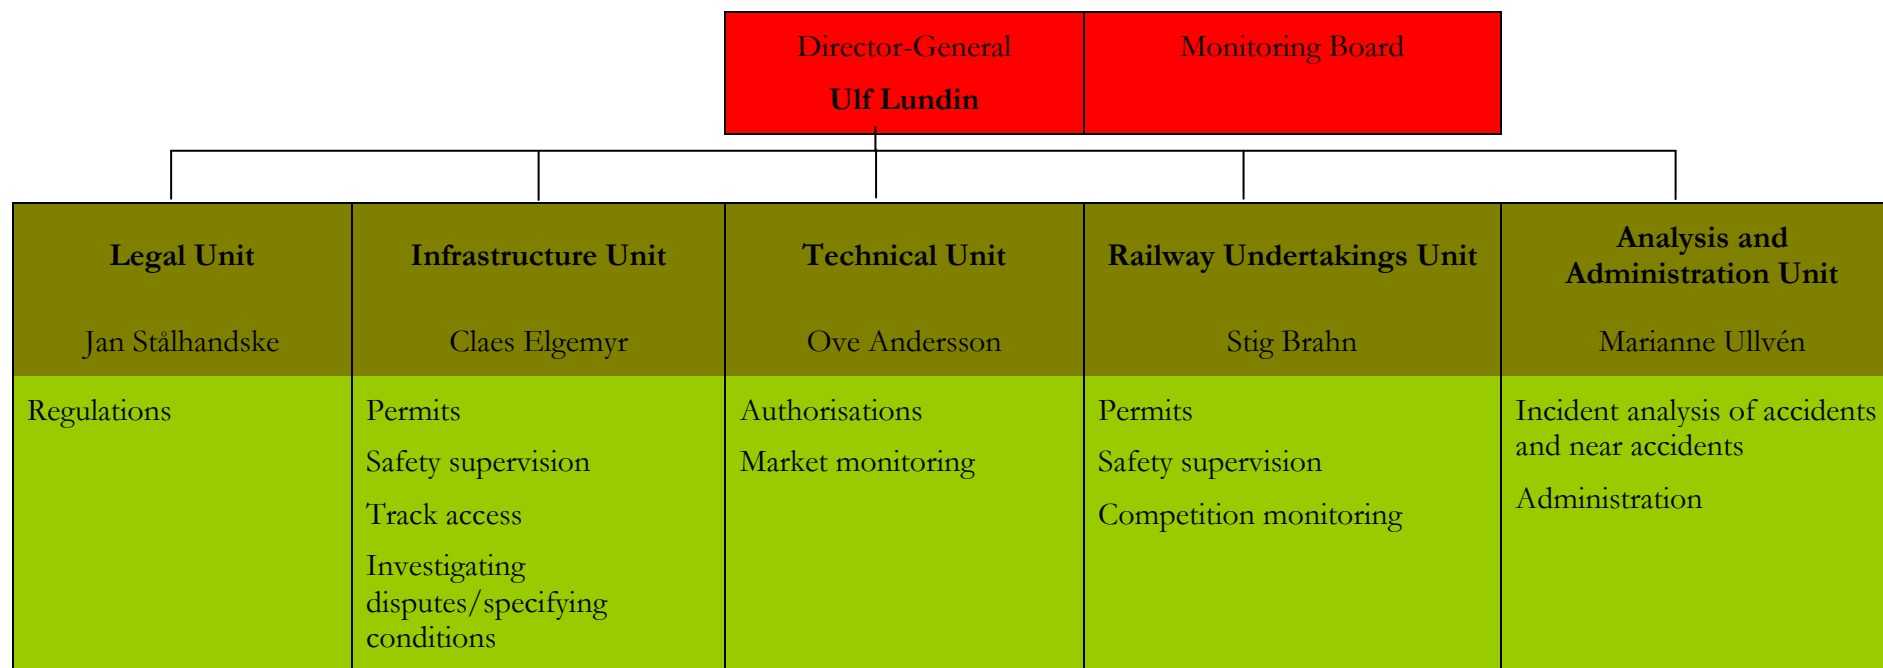 Director-General
Ulf Lundin
Monitoring Board
Legal Unit
Jan Stålhandske
Infrastructure Unit
Claes Elgemyr
Technical Unit
Ove Andersson
Railway Undertakings Unit
Stig Brahn
Analysis and
Administration Unit
Marianne Ullvén
Regulations
Permits
Safety supervision
Track access
Investigating
disputes/specifying
conditions
Authorisations
Market monitoring
Permits
Safety supervision
Competition monitoring
Incident analysis of accidents
and near accidents
Administration